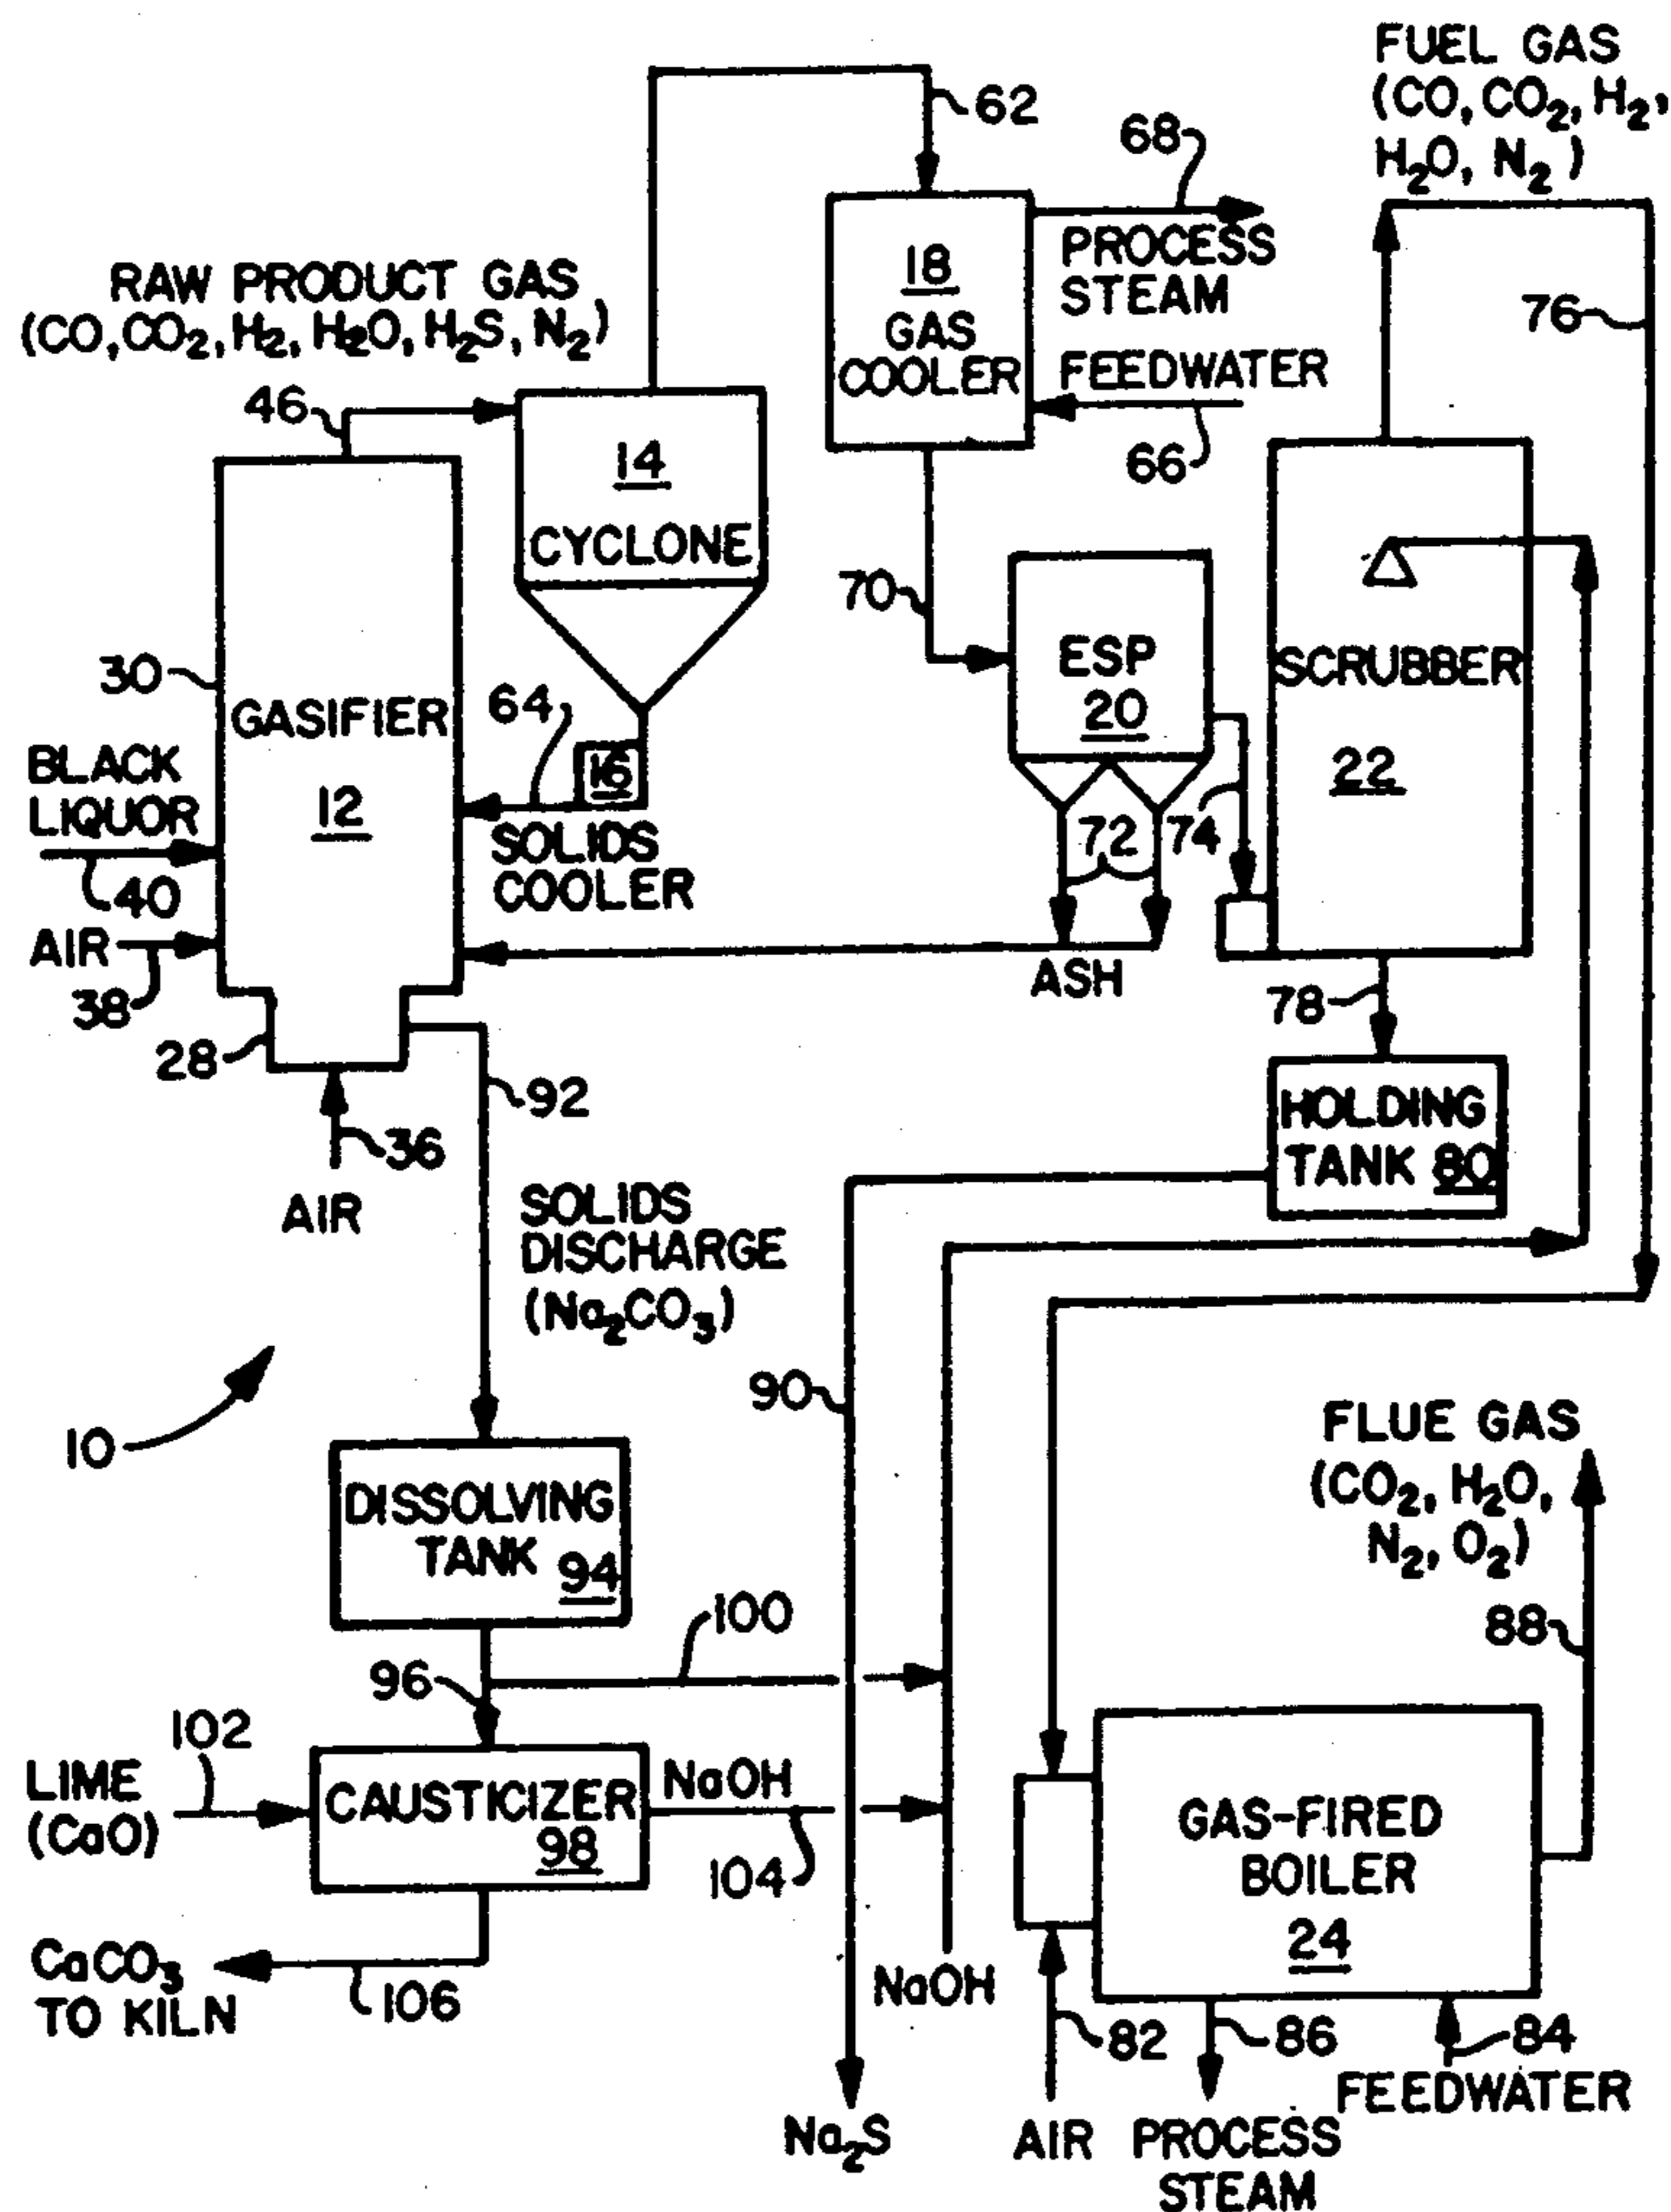 FUEL GAS
(CO, CO₂, H₂,
H₂O, N₂)
62
68
18
GAS
COOLER
PROCESS
STEAM
FEEDWATER
66
76
RAW PRODUCT GAS
(CO, CO₂, H₂, H₂O, H₂S, N₂)
46
14
CYCLONE
70
ESP
20
SCRUBBER
22
30
GASIFIER
12
64
16
SOLIDS
COOLER
BLACK
LIQUOR
40
AIR
38
72
74
ASH
78
28
92
36
AIR
HOLDING
TANK 80
SOLIDS
DISCHARGE
(Na₂CO₃)
10
90
FLUE GAS
(CO₂, H₂O,
N₂, O₂)
DISSOLVING
TANK 94
100
88
96
102
LIME
(CaO)
CAUSTICIZER
98
NaOH
104
GAS-FIRED
BOILER
24
CaCO₃
TO KILN
106
NaOH
82
86
84
FEEDWATER
Na₂S
AIR
PROCESS
STEAM